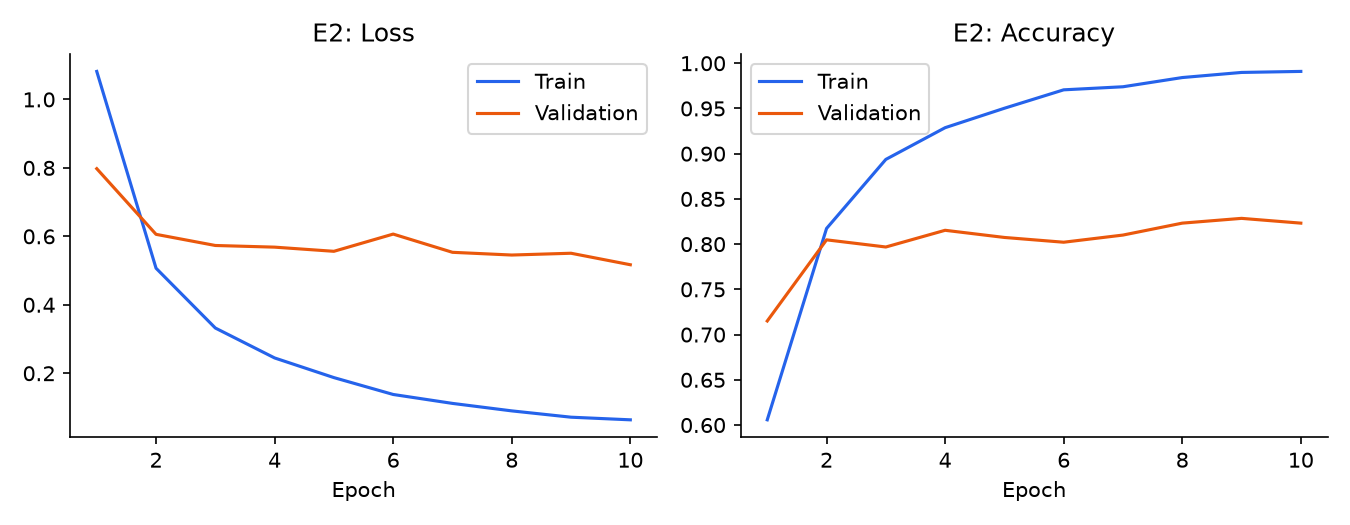 E2: Loss
Train
Validation
1.0
0.8
0.6
0.4
0.2
2 4 6 8 10
Epoch
E2: Accuracy
Train
Validation
1.00
0.95
0.90
0.85
0.80
0.75
0.70
0.65
0.60
2 4 6 8 10
Epoch